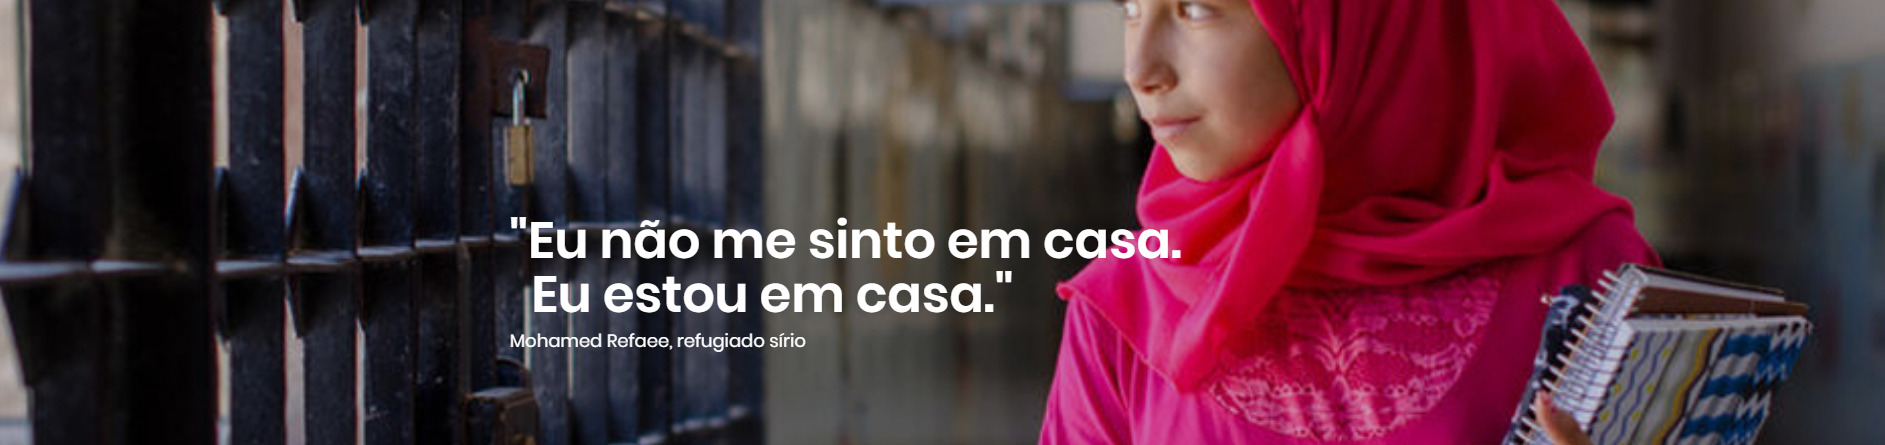 "Eu não me sinto em casa.
Eu estou em casa."
Mohamed Refaee, refugiado sírio